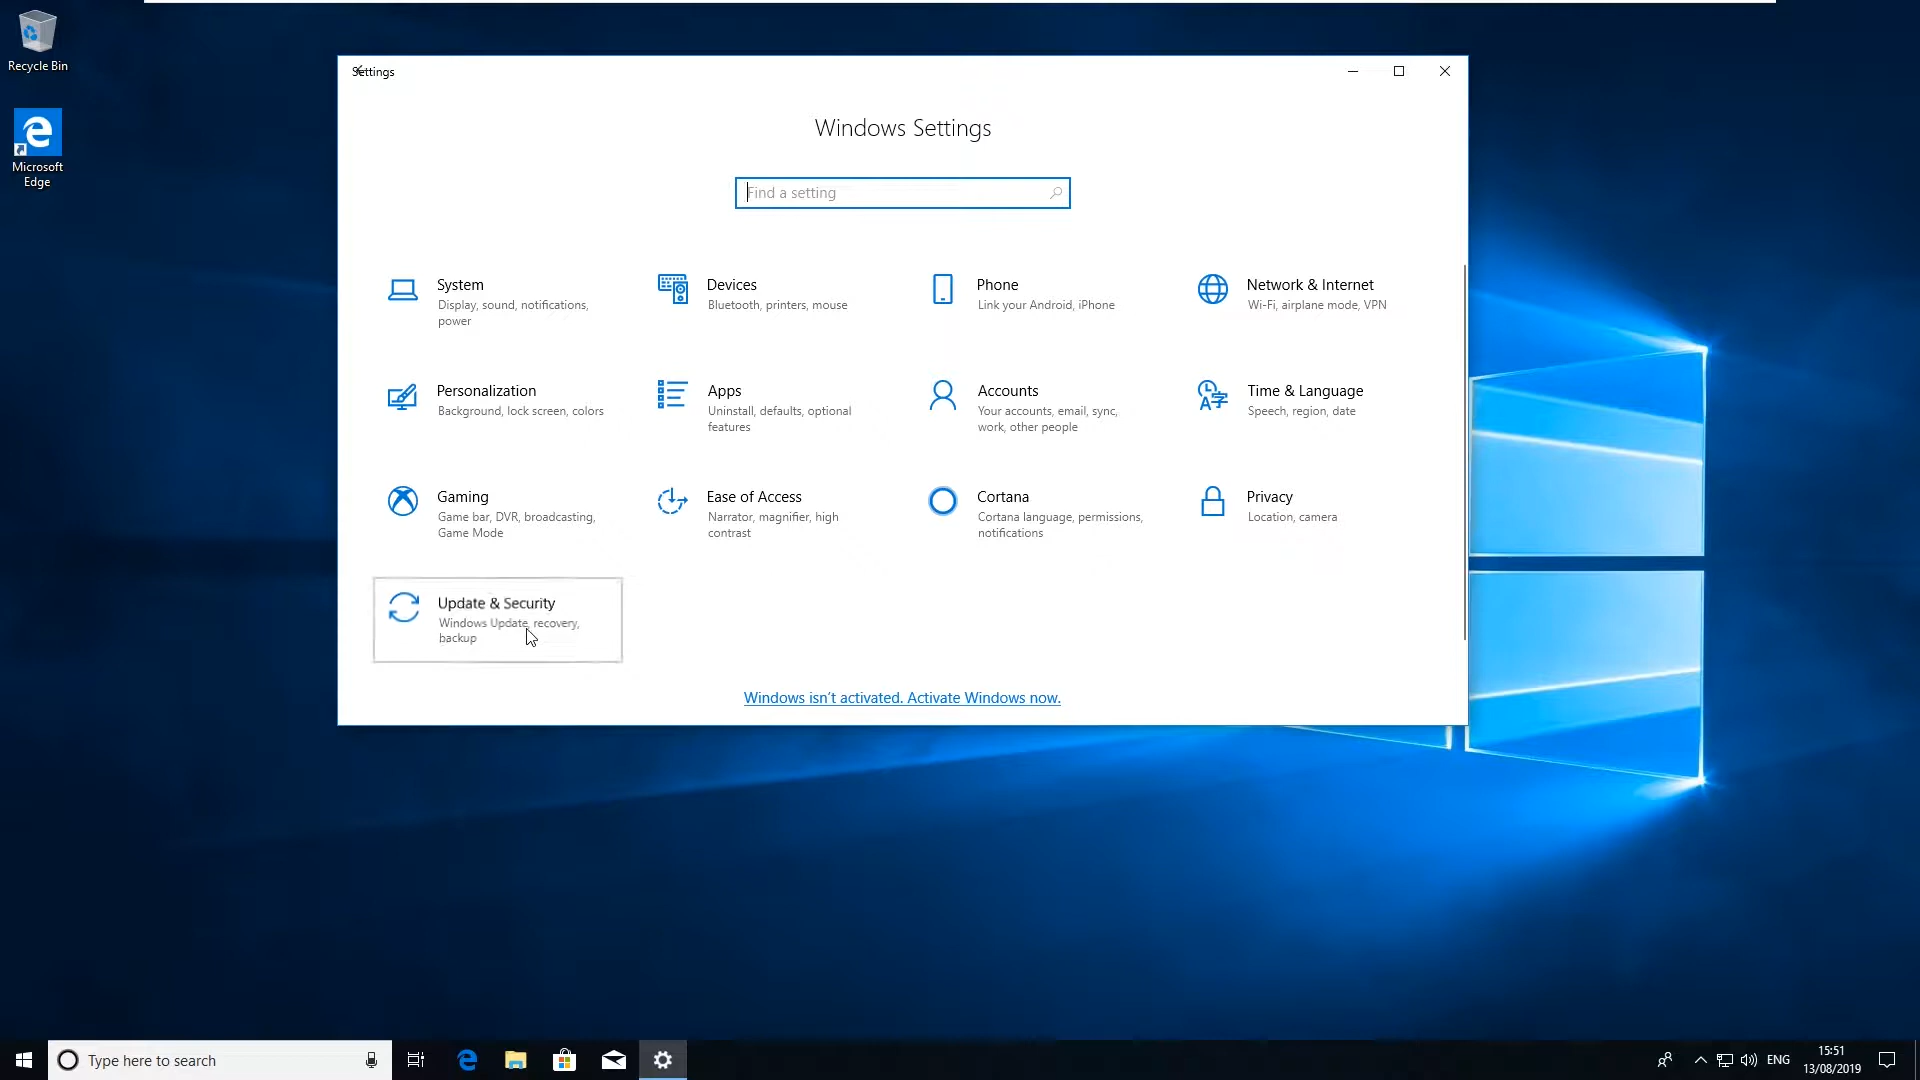 Recycle Bin
Microsoft
Edge
Settings
Windows Settings
Find a setting
System
Display, sound, notifications,
power
Devices
Bluetooth, printers, mouse
Phone
Link your Android, iPhone
Network & Internet
Wi-Fi, airplane mode, VPN
Personalization
Background, lock screen, colors
Apps
Uninstall, defaults, optional
features
Accounts
Your accounts, email, sync,
work, other people
Time & Language
Speech, region, date
Gaming
Game bar, DVR, broadcasting,
Game Mode
Ease of Access
Narrator, magnifier, high
contrast
Cortana
Cortana language, permissions,
notifications
Privacy
Location, camera
Update & Security
Windows Update, recovery,
backup
Windows isn't activated. Activate Windows now.
Type here to search
ENG
15:51
13/08/2019